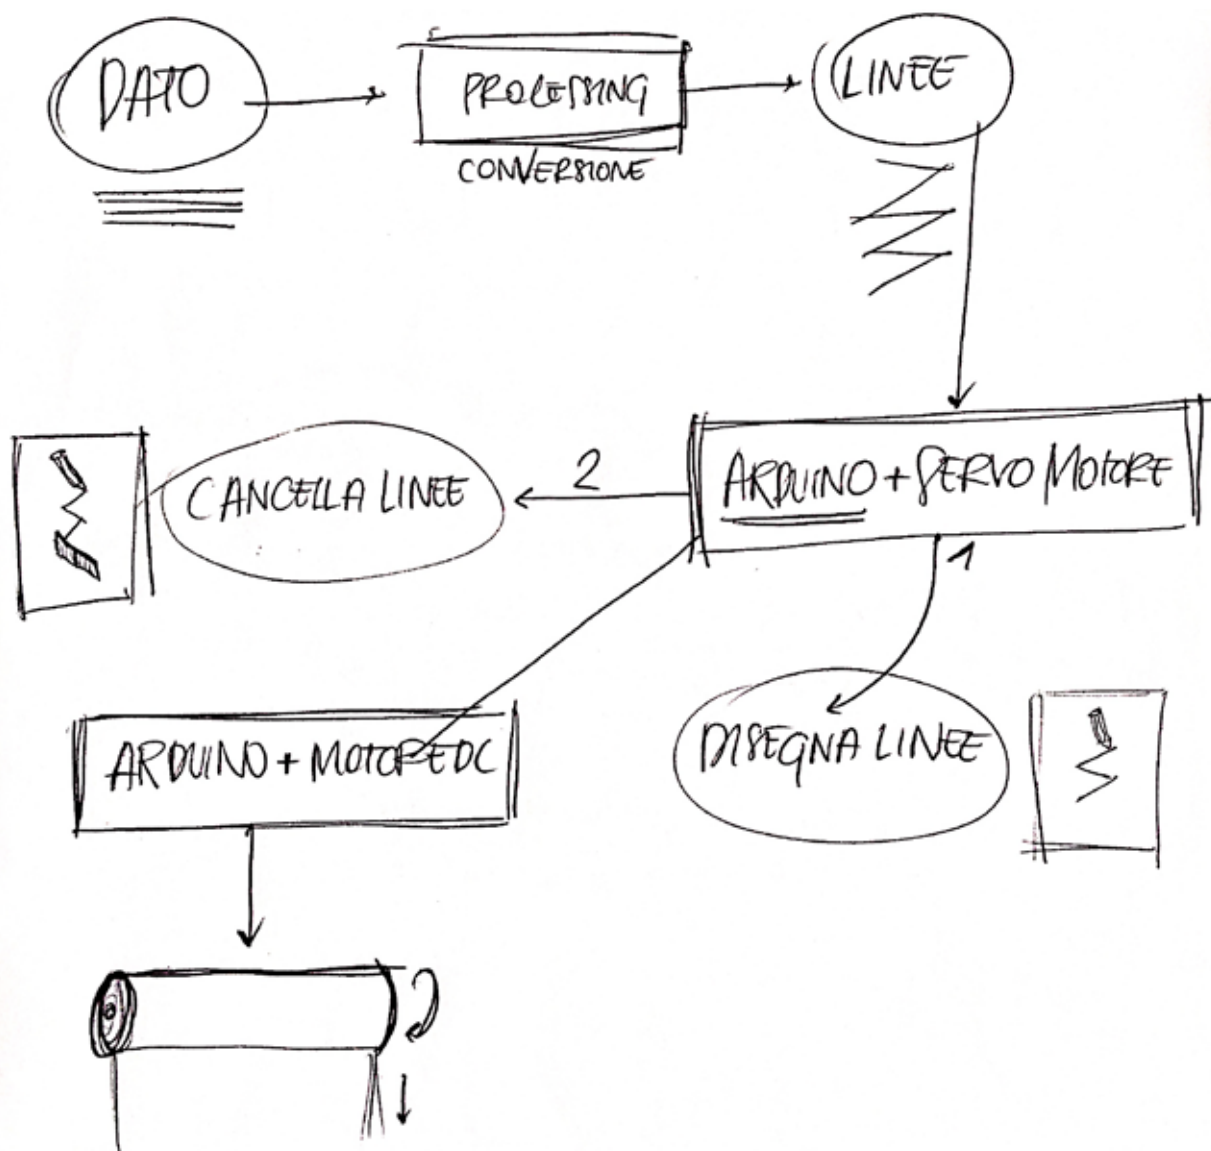 DATO
PROCESSING
CONVERSIONE
LINEE
ARDUINO + SERVO MOTORE
2
CANCELLA LINEE
1
DISEGNA LINEE
ARDUINO + MOTORE DC